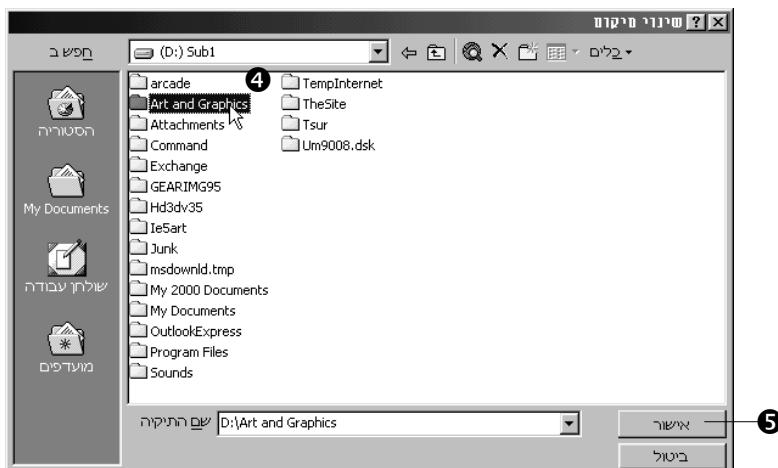 שינוי מיקום
חפש ב
(D:) Sub1
כלים
הסטוריה
My Documents
שולחן עבודה
מועדפים
arcade
Art and Graphics
Attachments
Command
Exchange
GEARIMG95
Hd3dv35
Ie5art
Junk
msdownld.tmp
My 2000 Documents
My Documents
OutlookExpress
Program Files
Sounds
4
TempInternet
TheSite
Tsur
Um9008.dsk
שם התיקיה
D:\Art and Graphics
אישור
5
ביטול